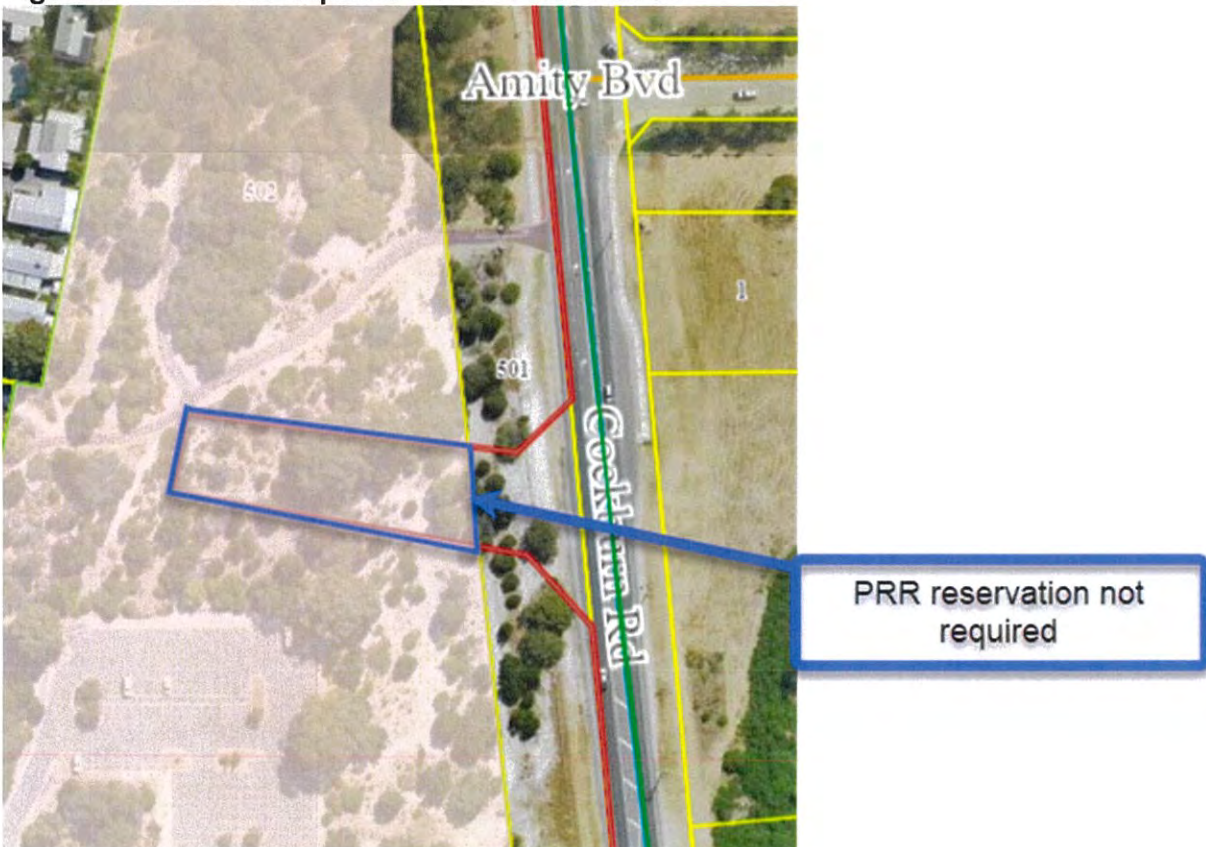 Amity Bvd
502
1
501
Cockburn Rd
PRR reservation not
required